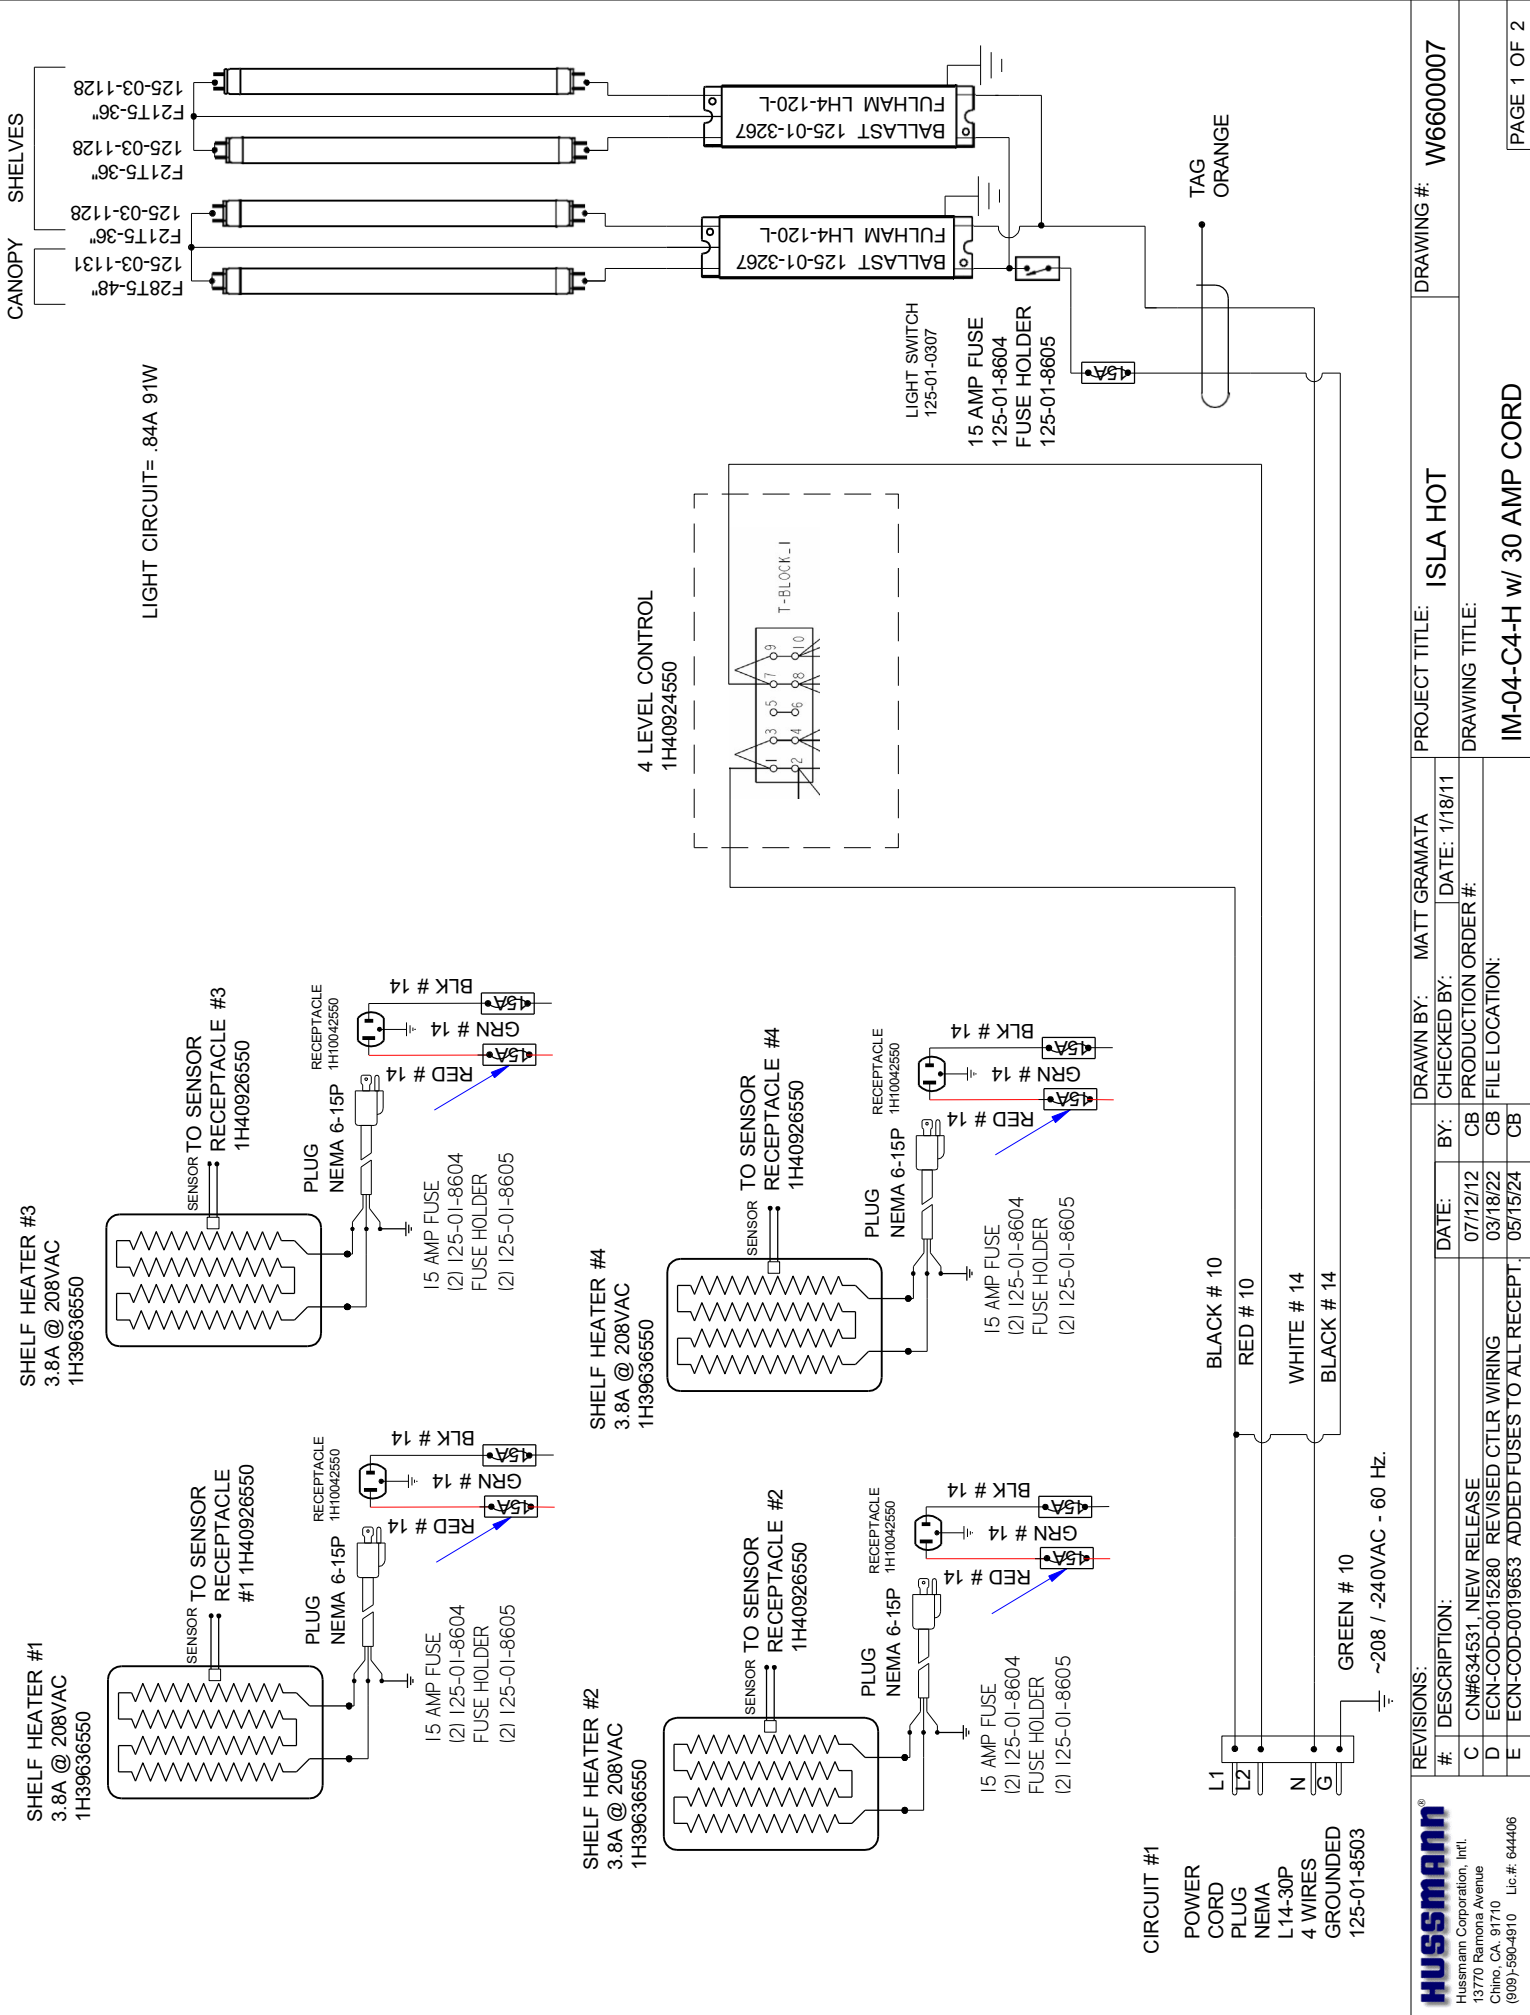 SHELF HEATER #1
3.8A @ 208VAC
1H39636550
SENSOR
TO SENSOR
RECEPTACLE
#1 1H40926550
PLUG
NEMA 6-15P
RECEPTACLE
1H10042550
RED # 14
GRN # 14
BLK # 14
15A
15A
15 AMP FUSE
(2) 125-01-8604
FUSE HOLDER
(2) 125-01-8605
SHELF HEATER #3
3.8A @ 208VAC
1H39636550
SENSOR
TO SENSOR
RECEPTACLE #3
1H40926550
PLUG
NEMA 6-15P
RECEPTACLE
1H10042550
RED # 14
GRN # 14
BLK # 14
15A
15A
15 AMP FUSE
(2) 125-01-8604
FUSE HOLDER
(2) 125-01-8605
SHELF HEATER #2
3.8A @ 208VAC
1H39636550
SENSOR
TO SENSOR
RECEPTACLE #2
1H40926550
PLUG
NEMA 6-15P
RECEPTACLE
1H10042550
RED # 14
GRN # 14
BLK # 14
15A
15A
15 AMP FUSE
(2) 125-01-8604
FUSE HOLDER
(2) 125-01-8605
SHELF HEATER #4
3.8A @ 208VAC
1H39636550
SENSOR
TO SENSOR
RECEPTACLE #4
1H40926550
PLUG
NEMA 6-15P
RECEPTACLE
1H10042550
RED # 14
GRN # 14
BLK # 14
15A
15A
15 AMP FUSE
(2) 125-01-8604
FUSE HOLDER
(2) 125-01-8605
LIGHT CIRCUIT= .84A 91W
CANOPY
SHELVES
F28T5-48"
125-03-1131
F21T5-36"
125-03-1128
F21T5-36"
125-03-1128
F21T5-36"
125-03-1128
BALLAST 125-01-3267
FULHAM LH4-120-L
BALLAST 125-01-3267
FULHAM LH4-120-L
4 LEVEL CONTROL
1H40924550
1 3 5 7 9
2 4 6 8 10
T-BLOCK_1
LIGHT SWITCH
125-01-0307
15 AMP FUSE
125-01-8604
FUSE HOLDER
125-01-8605
15A
TAG
ORANGE
CIRCUIT #1
POWER
CORD
PLUG
NEMA
L14-30P
4 WIRES
GROUNDED
125-01-8503
L1
L2
N
G
BLACK # 10
RED # 10
WHITE # 14
BLACK # 14
GREEN # 10
~208 / -240VAC - 60 Hz.
HUSSMANN®
Hussmann Corporation, Int'l.
13770 Ramona Avenue
Chino, CA. 91710
(909)-590-4910 Lic.#: 644406
REVISIONS:
#: DESCRIPTION: DATE: BY:
C CN#634531, NEW RELEASE 07/12/12 CB
D ECN-COD-0015280 REVISED CTLR WIRING 03/18/22 CB
E ECN-COD-0019653 ADDED FUSES TO ALL RECEPT. 05/15/24 CB
DRAWN BY: MATT GRAMATA
CHECKED BY: DATE: 1/18/11
PRODUCTION ORDER #:
FILE LOCATION:
PROJECT TITLE:
ISLA HOT
DRAWING TITLE:
IM-04-C4-H w/ 30 AMP CORD
DRAWING #:
W6600007
PAGE 1 OF 2